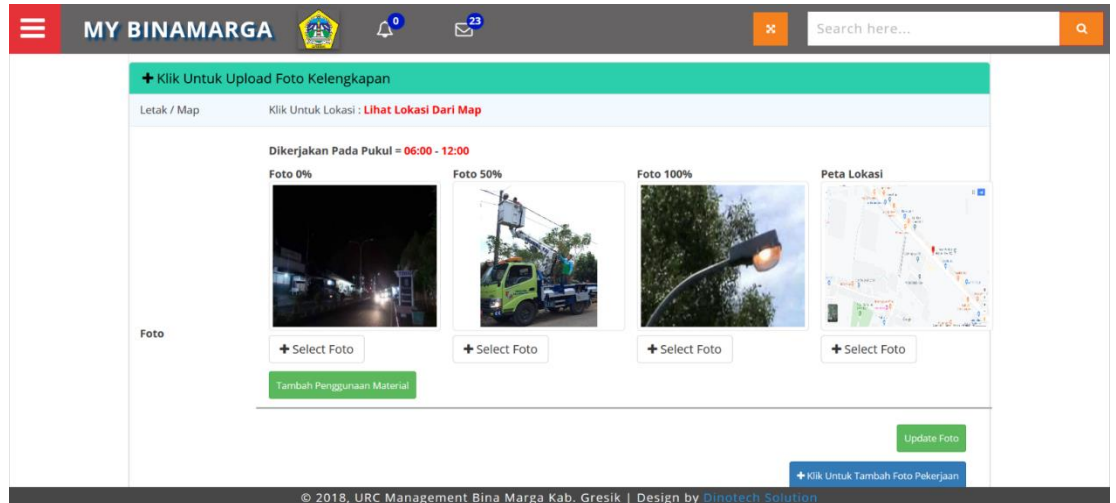 MY BINAMARGA
0
23
Search here...
+ Klik Untuk Upload Foto Kelengkapan
Letak / Map
Klik Untuk Lokasi : Lihat Lokasi Dari Map
Dikerjakan Pada Pukul = 06:00 - 12:00
Foto 0%
Foto 50%
Foto 100%
Peta Lokasi
Foto
+ Select Foto
+ Select Foto
+ Select Foto
+ Select Foto
Tambah Penggunaan Material
Update Foto
+ Klik Untuk Tambah Foto Pekerjaan
© 2018, URC Management Bina Marga Kab. Gresik | Design by Dinotech Solution